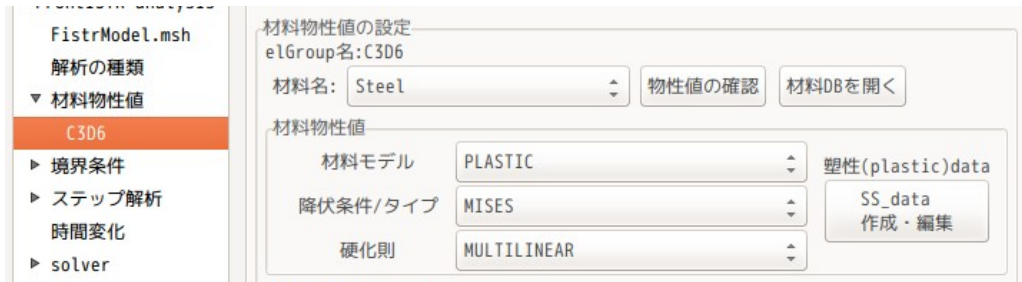 FistrModel.msh
解析の種類
▼ 材料物性値
C3D6
▶ 境界条件
▶ ステップ解析
時間変化
▶ solver
材料物性値の設定
elGroup名:C3D6
材料名: Steel 物性値の確認 材料DBを開く
材料物性値
材料モデル PLASTIC
降伏条件/タイプ MISES
硬化則 MULTILINEAR
塑性(plastic)data
SS_data
作成・編集